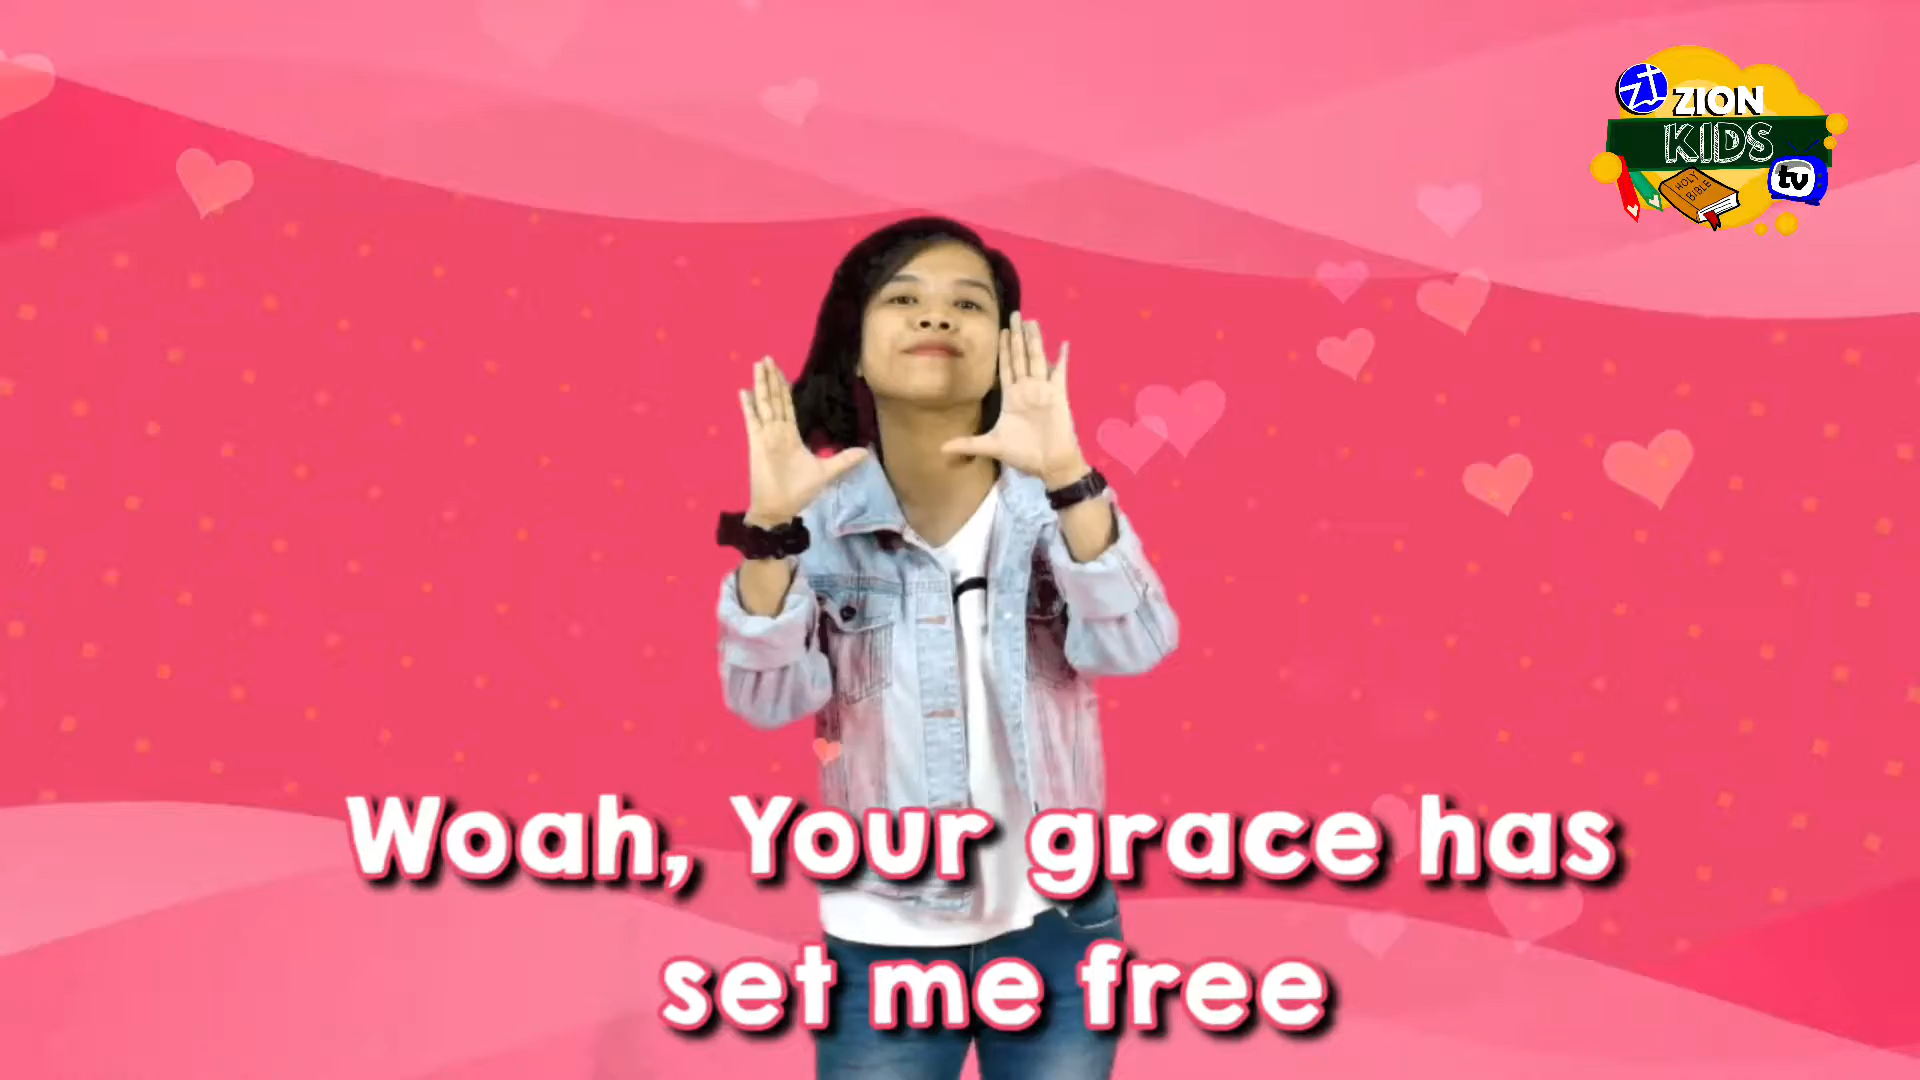 ZION
KIDS
tv
HOLY
BIBLE
Woah, Your grace has
set me free